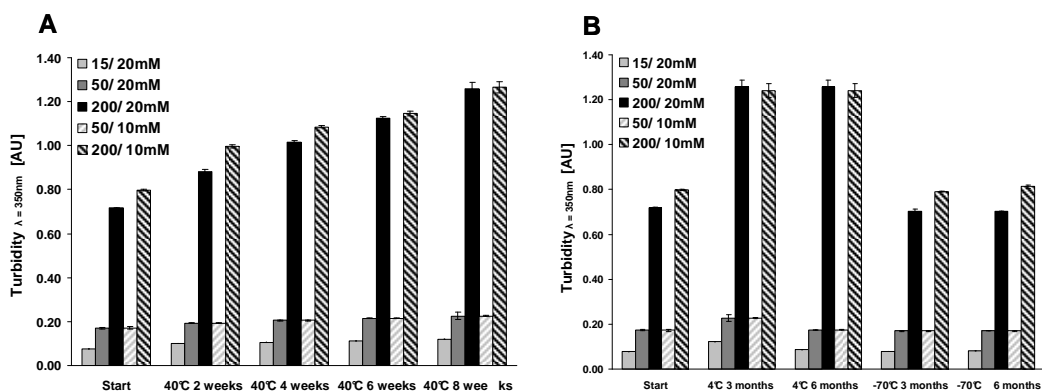 A
1.40
1.20
1.00
0.80
0.60
0.40
0.20
0.00
Turbidity λ = 350nm [AU]
15/ 20mM
50/ 20mM
200/ 20mM
50/ 10mM
200/ 10mM
Start 40°C 2 weeks 40°C 4 weeks 40°C 6 weeks 40°C 8 wee ks
B
1.40
1.20
1.00
0.80
0.60
0.40
0.20
0.00
Turbidity λ = 350nm [AU]
15/ 20mM
50/ 20mM
200/ 20mM
50/ 10mM
200/ 10mM
Start 4°C 3 months 4°C 6 months -70°C 3 months -70°C 6 months